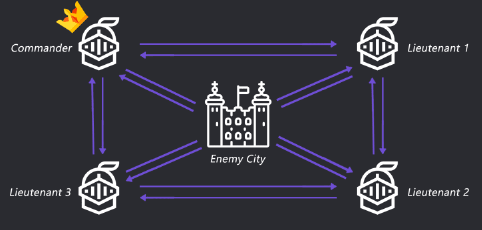 Commander
Lieutenant 1
Enemy City
Lieutenant 3
Lieutenant 2